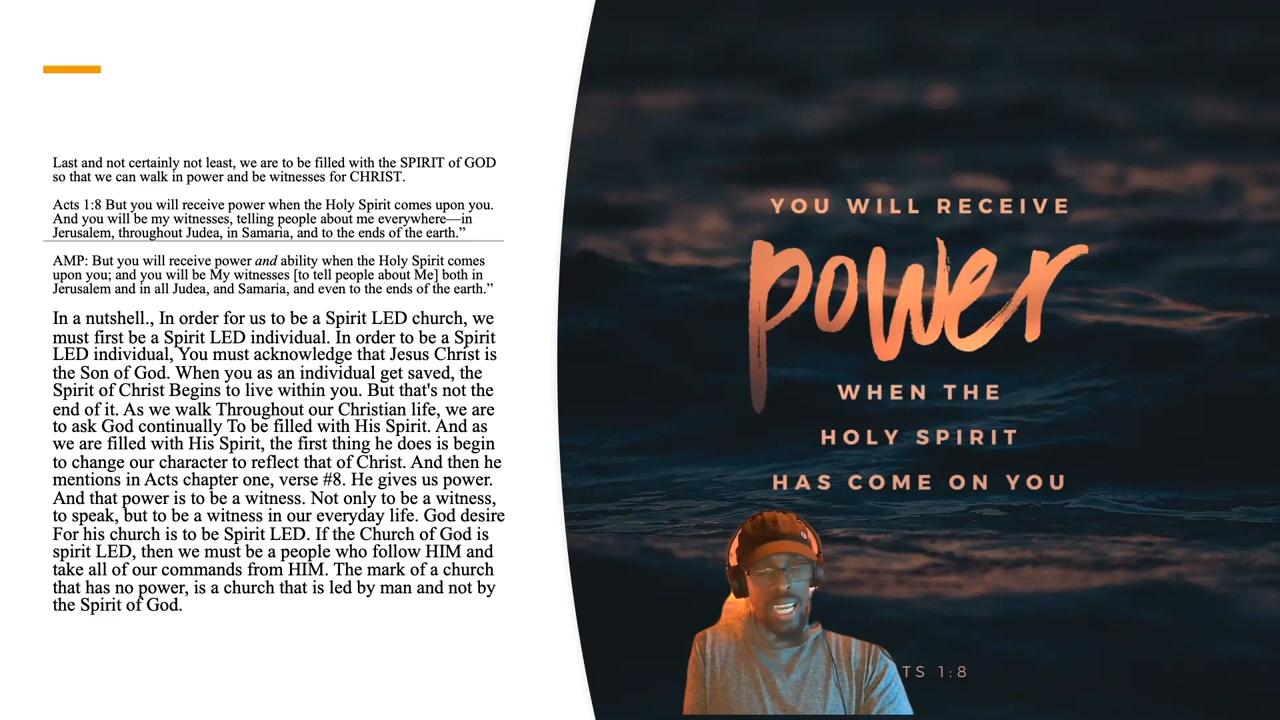 Last and not certainly not least, we are to be filled with the SPIRIT of GOD
so that we can walk in power and be witnesses for CHRIST.
Acts 1:8 But you will receive power when the Holy Spirit comes upon you.
And you will be my witnesses, telling people about me everywhere—in
Jerusalem, throughout Judea, in Samaria, and to the ends of the earth.”
AMP: But you will receive power and ability when the Holy Spirit comes
upon you; and you will be My witnesses [to tell people about Me] both in
Jerusalem and in all Judea, and Samaria, and even to the ends of the earth.”
In a nutshell., In order for us to be a Spirit LED church, we
must first be a Spirit LED individual. In order to be a Spirit
LED individual, You must acknowledge that Jesus Christ is
the Son of God. When you as an individual get saved, the
Spirit of Christ Begins to live within you. But that's not the
end of it. As we walk Throughout our Christian life, we are
to ask God continually To be filled with His Spirit. And as
we are filled with His Spirit, the first thing he does is begin
to change our character to reflect that of Christ. And then he
mentions in Acts chapter one, verse #8. He gives us power.
And that power is to be a witness. Not only to be a witness,
to speak, but to be a witness in our everyday life. God desire
For his church is to be Spirit LED. If the Church of God is
spirit LED, then we must be a people who follow HIM and
take all of our commands from HIM. The mark of a church
that has no power, is a church that is led by man and not by
the Spirit of God.
YOU WILL RECEIVE
power
WHEN THE
HOLY SPIRIT
HAS COME ON YOU
TS 1:8